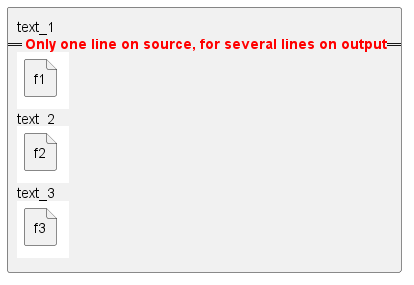 text_1
Only one line on source, for several lines on output
f1
text_2
f2
text_3
f3